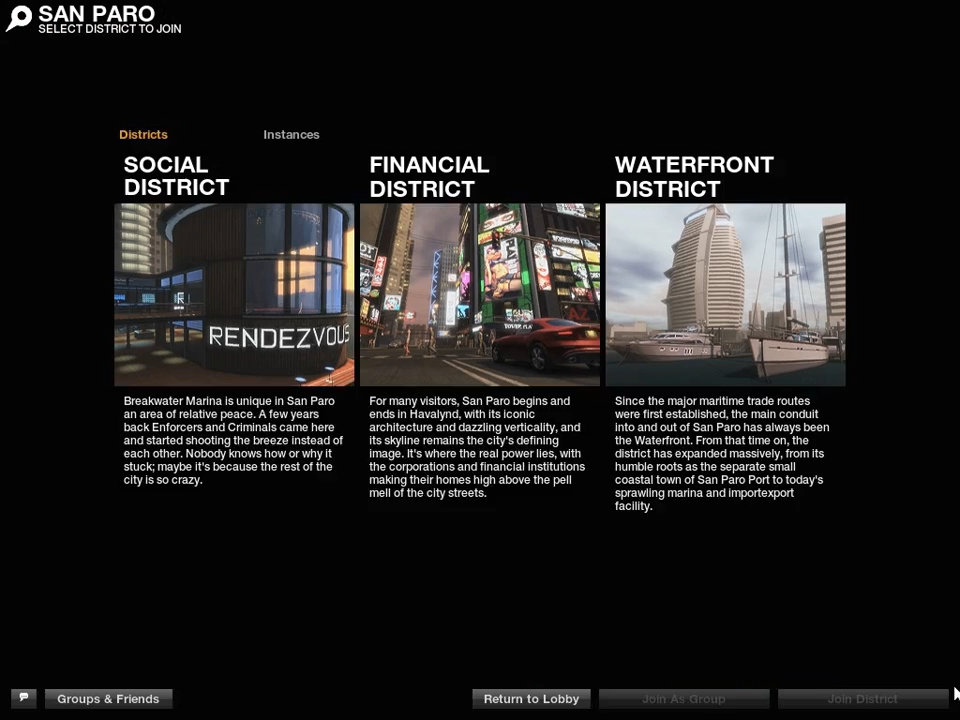 SAN PARO
SELECT DISTRICT TO JOIN
Districts
Instances
SOCIAL
DISTRICT
FINANCIAL
DISTRICT
WATERFRONT
DISTRICT
RENDEZVOUS
Breakwater Marina is unique in San Paro
an area of relative peace. A few years
back Enforcers and Criminals came here
and started shooting the breeze instead of
each other. Nobody knows how or why it
stuck; maybe it's because the rest of the
city is so crazy.
For many visitors, San Paro begins and
ends in Havalynd, with its iconic
architecture and dazzling verticality, and
its skyline remains the city's defining
image. It's where the real power lies, with
the corporations and financial institutions
making their homes high above the pell
mell of the city streets.
Since the major maritime trade routes
were first established, the main conduit
into and out of San Paro has always been
the Waterfront. From that time on, the
district has expanded massively, from its
humble roots as the separate small
coastal town of San Paro Port to today's
sprawling marina and importexport
facility.
Groups & Friends
Return to Lobby
Join As Group
Join District